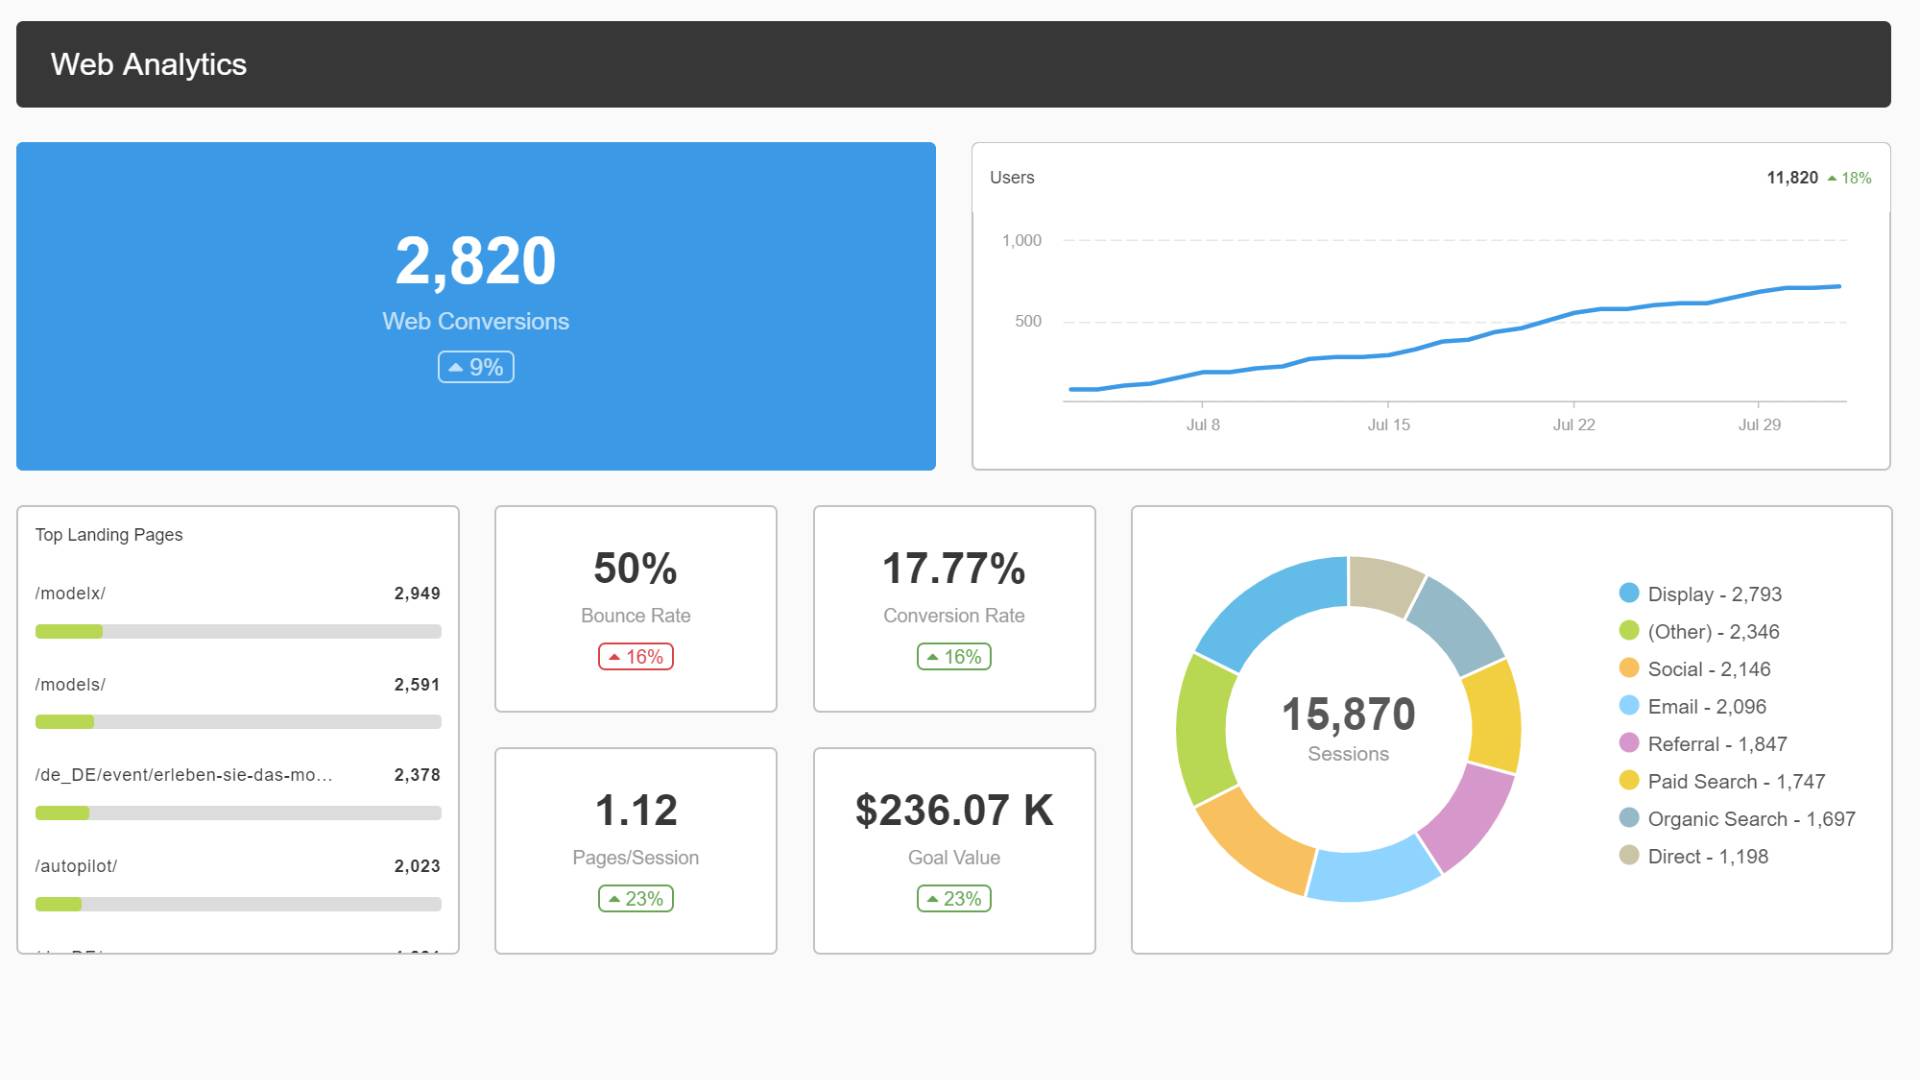 Web Analytics
2,820
Web Conversions
9%
Users
11,820 18%
1,000
500
Jul 8 Jul 15 Jul 22 Jul 29
Top Landing Pages
/modelx/ 2,949
/models/ 2,591
/de_DE/event/erleben-sie-das-mo... 2,378
/autopilot/ 2,023
50%
Bounce Rate
16%
17.77%
Conversion Rate
16%
1.12
Pages/Session
23%
$236.07 K
Goal Value
23%
15,870
Sessions
Display - 2,793
(Other) - 2,346
Social - 2,146
Email - 2,096
Referral - 1,847
Paid Search - 1,747
Organic Search - 1,697
Direct - 1,198